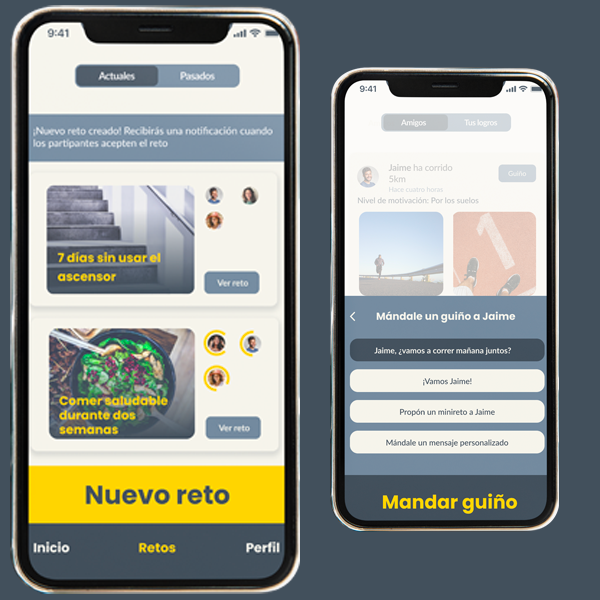 9:41
Actuales
Pasados
¡Nuevo reto creado! Recibirás una notificación cuando
los partipantes acepten el reto
7 días sin usar el
ascensor
Ver reto
Comer saludable
durante dos
semanas
Ver reto
Nuevo reto
Inicio
Retos
Perfil
9:41
Amigos
Tus logros
Jaime ha corrido
5km
Hace cuatro horas
Guiño
Nivel de motivación: Por los suelos
1
Mándale un guiño a Jaime
Jaime, ¿vamos a correr mañana juntos?
¡Vamos Jaime!
Propón un minireto a Jaime
Mándale un mensaje personalizado
Mandar guiño